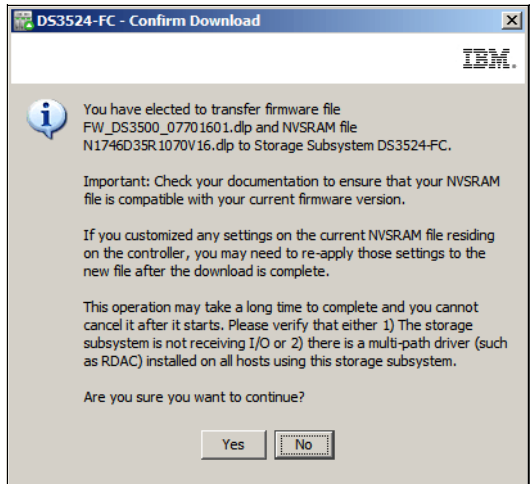 DS3524-FC - Confirm Download
IBM.
You have elected to transfer firmware file
FW_DS3500_07701601.dlp and NVSRAM file
N1746D35R1070V16.dlp to Storage Subsystem DS3524-FC.
Important: Check your documentation to ensure that your NVSRAM
file is compatible with your current firmware version.
If you customized any settings on the current NVSRAM file residing
on the controller, you may need to re-apply those settings to the
new file after the download is complete.
This operation may take a long time to complete and you cannot
cancel it after it starts. Please verify that either 1) The storage
subsystem is not receiving I/O or 2) there is a multi-path driver (such
as RDAC) installed on all hosts using this storage subsystem.
Are you sure you want to continue?
Yes
No